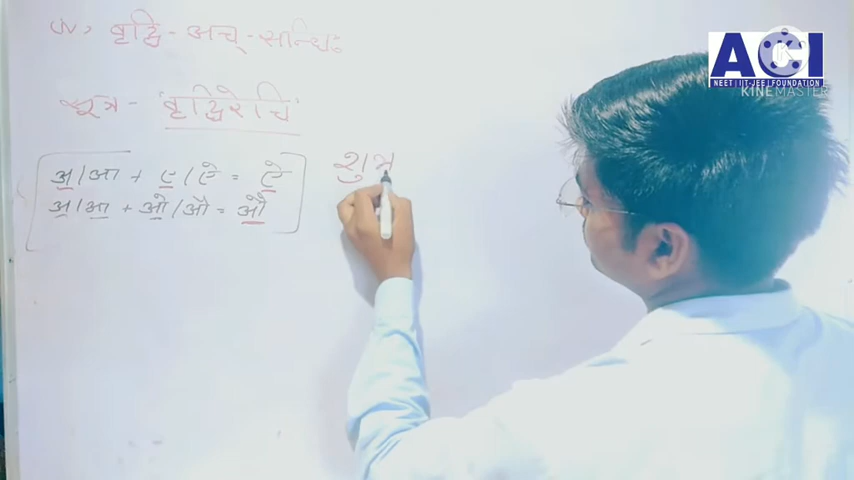 iv> वृद्धि - अच् - सन्धिः
सूत्र - "वृद्धिरेचि"
अ/आ + ए/ऐ = ऐ
अ/आ + ओ/औ = औ
शुभ
ACI
NEET | IIT-JEE | FOUNDATION
KINEMASTER